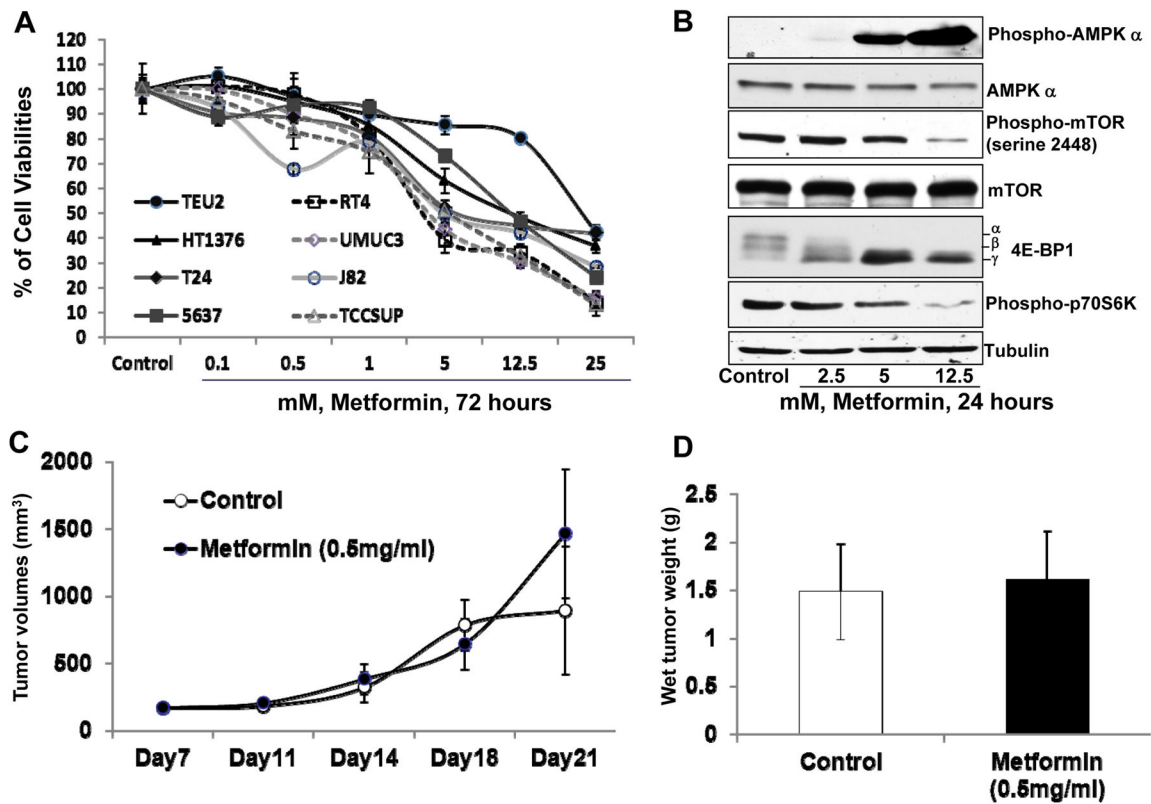 A
120
110
100
90
80
70
60
50
40
30
20
10
0
% of Cell Viabilities
TEU2
HT1376
T24
5637
RT4
UMUC3
J82
TCCSUP
Control 0.1 0.5 1 5 12.5 25
mM, Metformin, 72 hours
B
Phospho-AMPK α
AMPK α
Phospho-mTOR
(serine 2448)
mTOR
α
β
γ
4E-BP1
Phospho-p70S6K
Tubulin
Control 2.5 5 12.5
mM, Metformin, 24 hours
C
2000
1500
1000
500
0
Tumor volumes (mm³)
Control
Metformin (0.5mg/ml)
Day7 Day11 Day14 Day18 Day21
D
2.5
2
1.5
1
0.5
0
Wet tumor weight (g)
Control
Metformin
(0.5mg/ml)